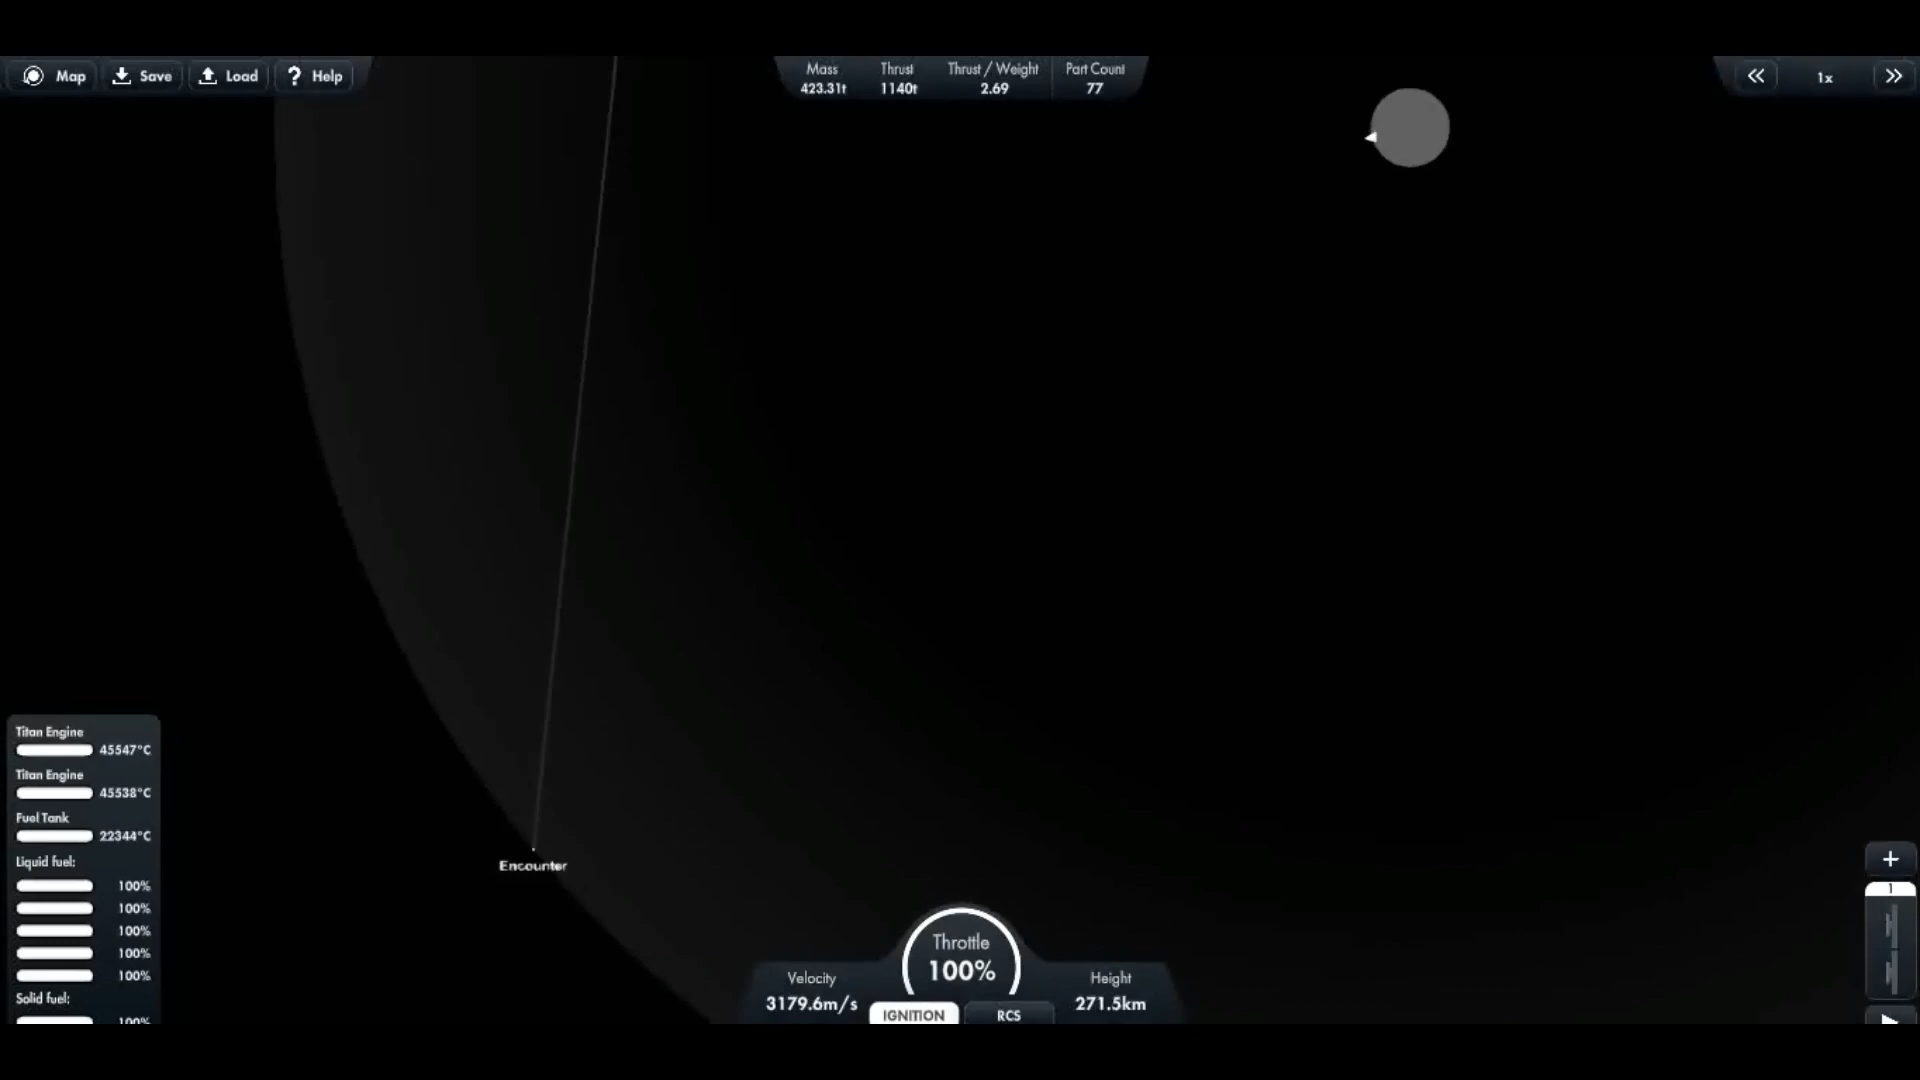 Map Save Load ? Help
Mass Thrust Thrust / Weight Part Count
423.31t 1140t 2.69 77
1x
Titan Engine
45547°C
Titan Engine
45538°C
Fuel Tank
22344°C
Liquid fuel:
100%
100%
100%
100%
100%
Solid fuel:
100%
Encounter
Throttle
100%
Velocity
3179.6m/s
Height
271.5km
IGNITION RCS
+
1